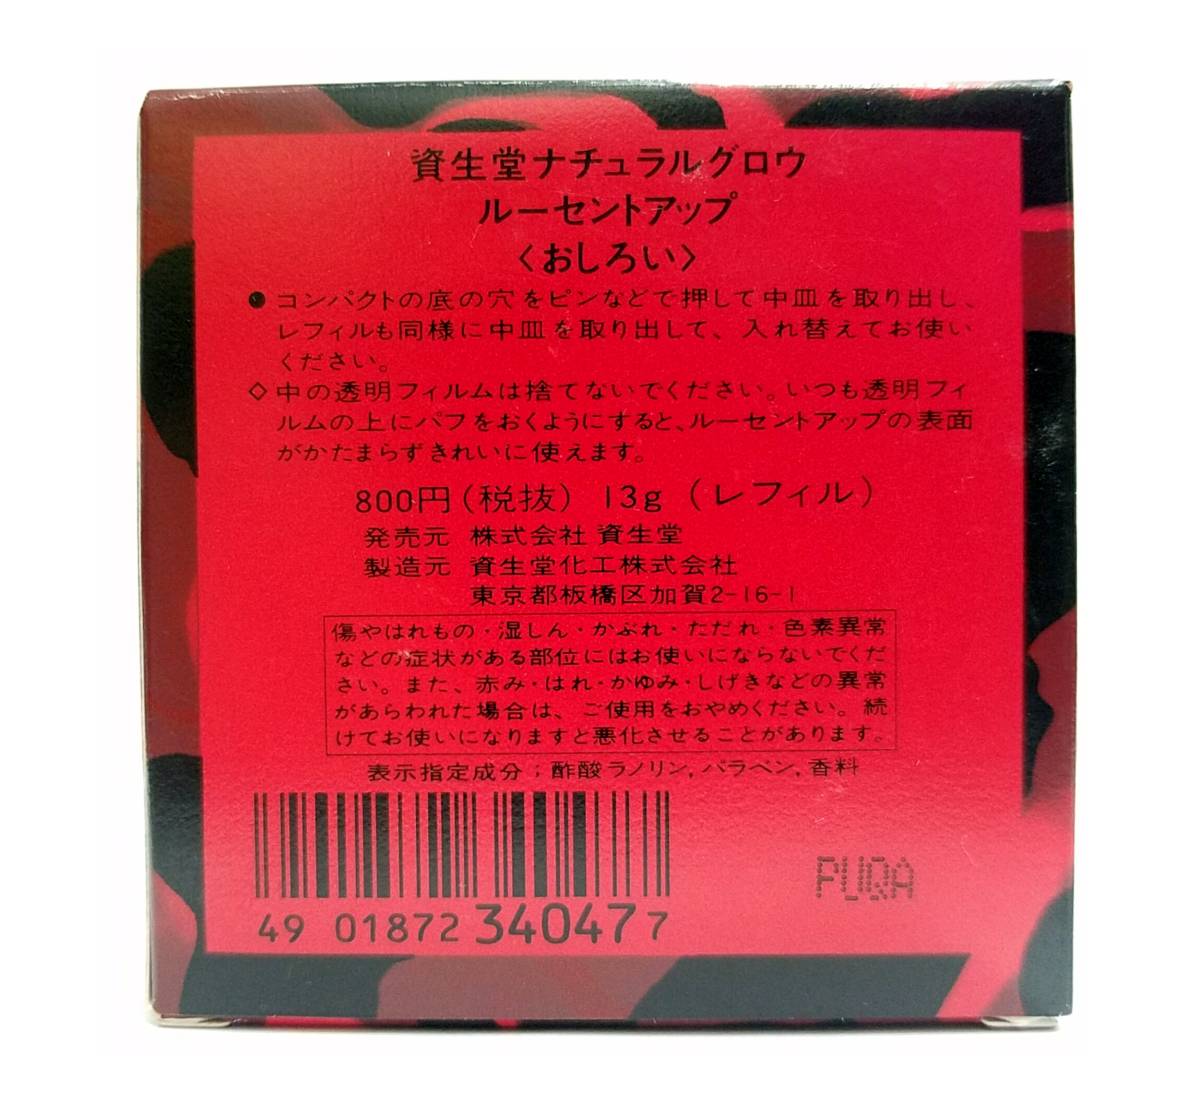 資生堂ナチュラルグロウ
ルーセントアップ
〈おしろい〉
● コンパクトの底の穴をピンなどで押して中皿を取り出し、
レフィルも同様に中皿を取り出して、入れ替えてお使い
ください。
◇ 中の透明フィルムは捨てないでください。いつも透明フィ
ルムの上にパフをおくようにすると、ルーセントアップの表面
がかたまらずきれいに使えます。
800円(税抜) 13g (レフィル)
発売元 株式会社 資生堂
製造元 資生堂化工株式会社
東京都板橋区加賀2-16-1
傷やはれもの・湿しん・かぶれ・ただれ・色素異常
などの症状がある部位にはお使いにならないでくだ
さい。また、赤み・はれ・かゆみ・しげきなどの異常
があらわれた場合は、ご使用をおやめください。続
けてお使いになりますと悪化させることがあります。
表示指定成分；酢酸ラノリン,パラベン,香料
PUQA
49 01872 34047 7